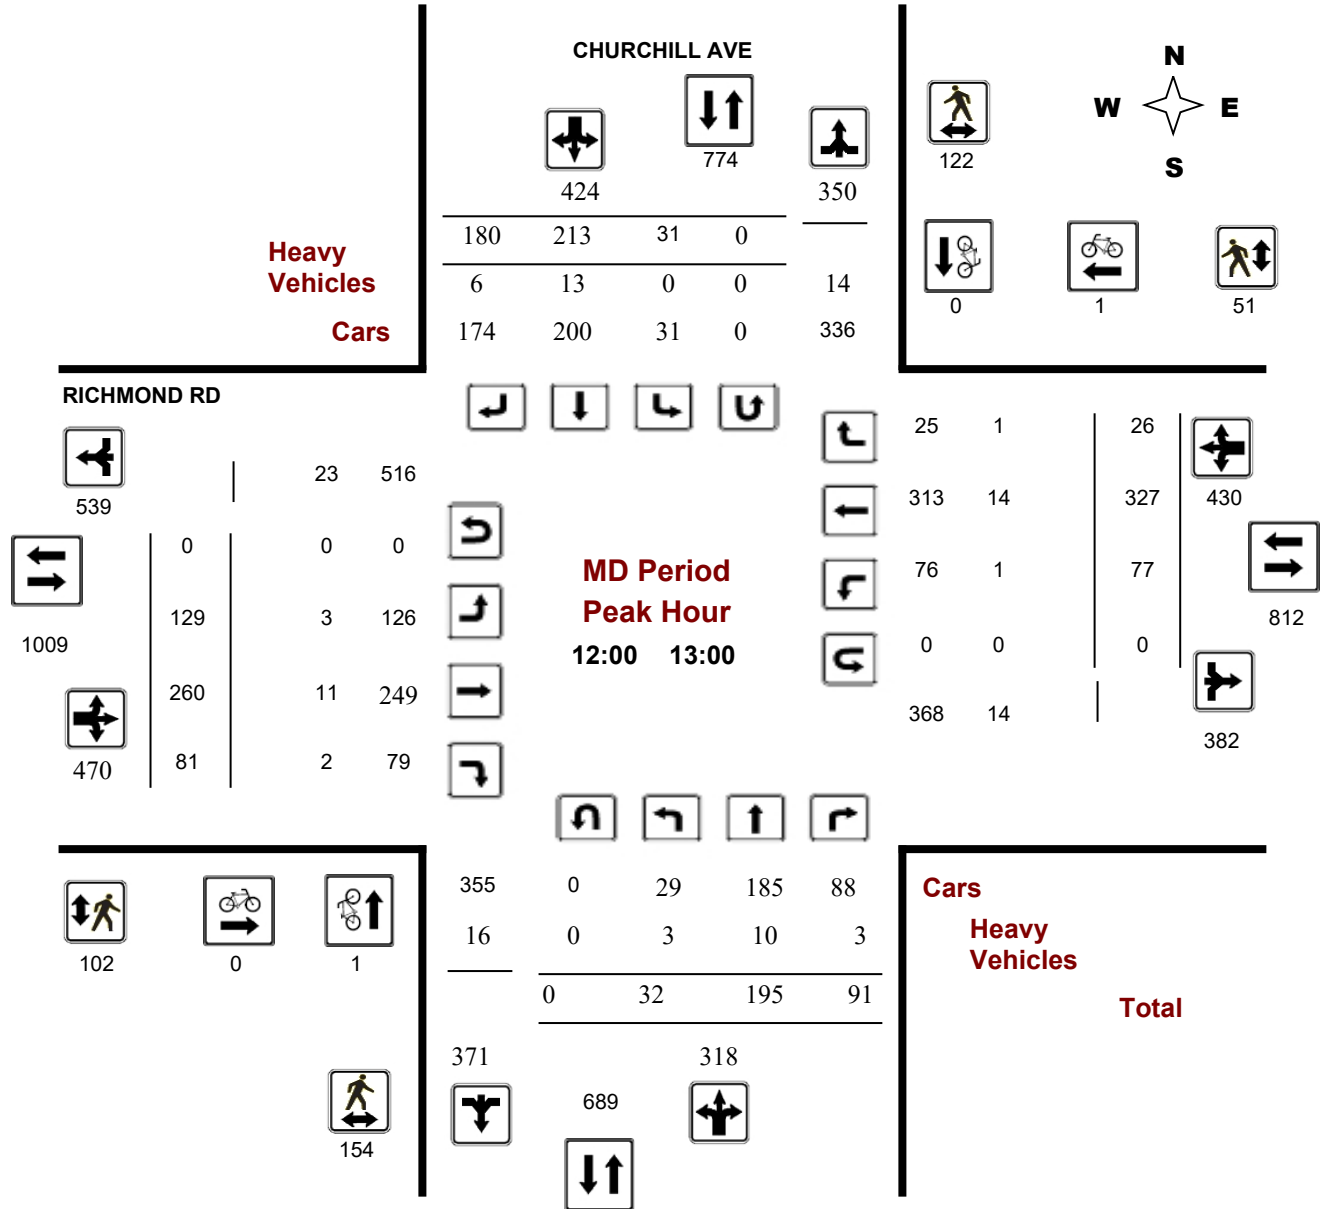 CHURCHILL AVE
N
W E
S
774
122
424
350
180 213 31 0
Heavy
Vehicles
6 13 0 0 14
0 1 51
Cars
174 200 31 0 336
RICHMOND RD
25 1 26
23 516
539
313 14 327 430
0 0 0
MD Period
Peak Hour
76 1 77
129 3 126
812
1009
12:00 13:00
0 0 0
260 11 249
368 14
382
470 81 2 79
355 0 29 185 88
Cars
16 0 3 10 3
Heavy
Vehicles
102 0 1
0 32 195 91
Total
371 318
689
154